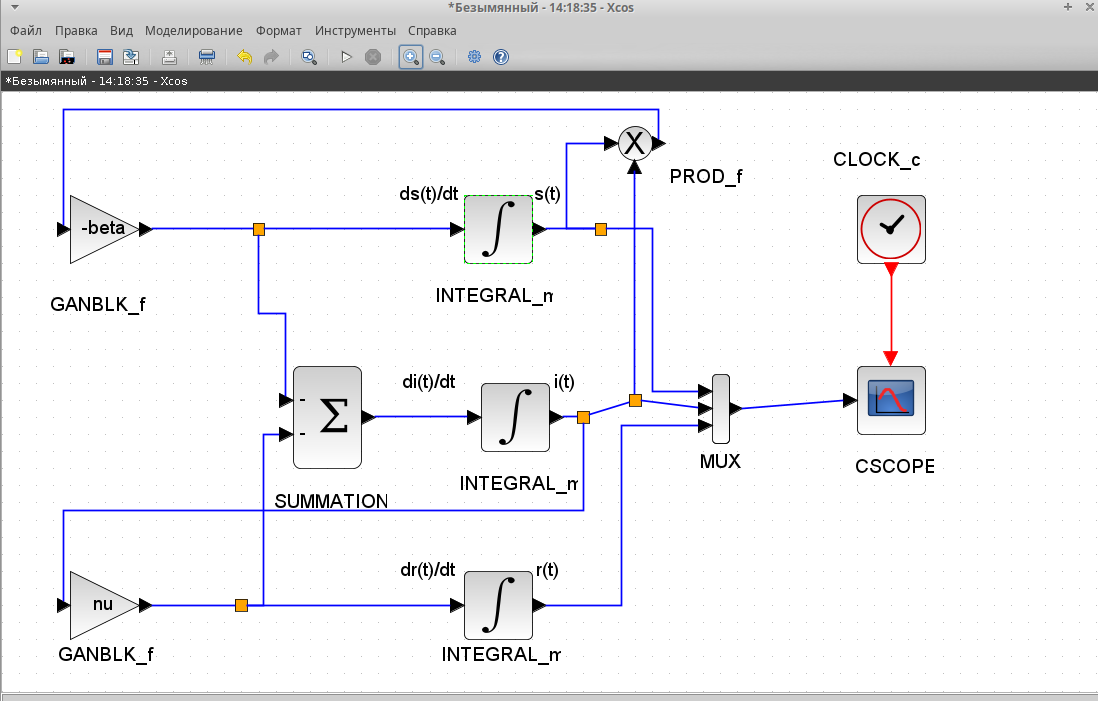 *Безымянный - 14:18:35 - Xcos
Файл Правка Вид Моделирование Формат Инструменты Справка
*Безымянный - 14:18:35 - Xcos
X
PROD_f
CLOCK_c
ds(t)/dt
s(t)
-beta
∫
GANBLK_f
INTEGRAL_m
di(t)/dt
i(t)
-
-
Σ
∫
MUX
CSCOPE
INTEGRAL_m
SUMMATION
dr(t)/dt
r(t)
nu
∫
GANBLK_f
INTEGRAL_m